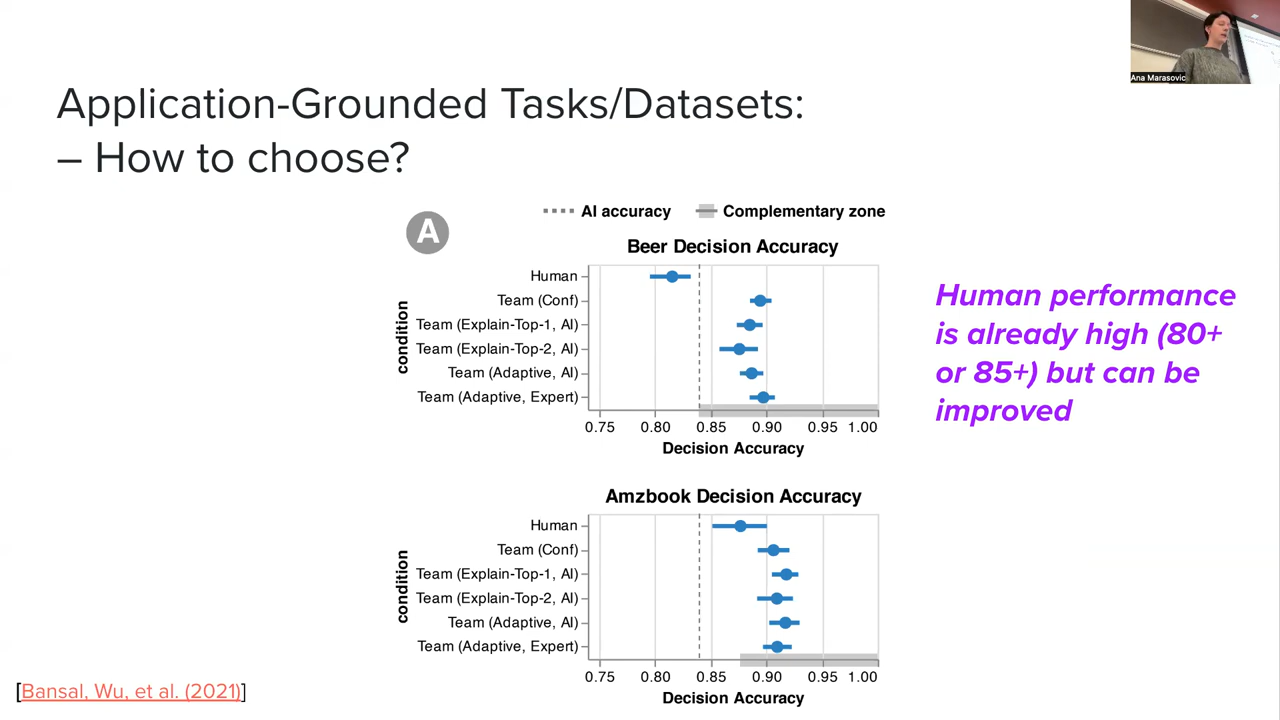 Ana Marasovic
Application-Grounded Tasks/Datasets:
– How to choose?
A
AI accuracy
Complementary zone
Beer Decision Accuracy
condition
Human
Team (Conf)
Team (Explain-Top-1, AI)
Team (Explain-Top-2, AI)
Team (Adaptive, AI)
Team (Adaptive, Expert)
0.75 0.80 0.85 0.90 0.95 1.00
Decision Accuracy
Human performance
is already high (80+
or 85+) but can be
improved
Amzbook Decision Accuracy
condition
Human
Team (Conf)
Team (Explain-Top-1, AI)
Team (Explain-Top-2, AI)
Team (Adaptive, AI)
Team (Adaptive, Expert)
0.75 0.80 0.85 0.90 0.95 1.00
Decision Accuracy
[Bansal, Wu, et al. (2021)]